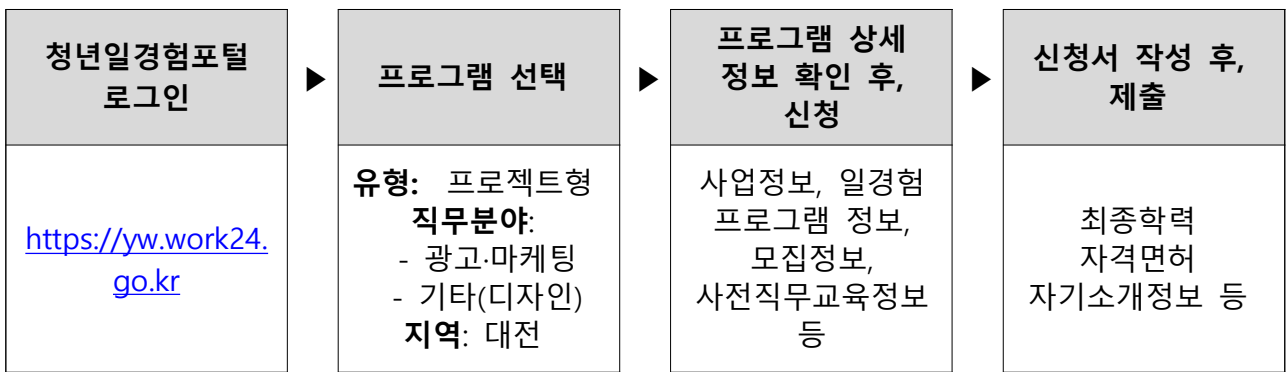 청년일경험포털
로그인
▶
프로그램 선택
▶
프로그램 상세
정보 확인 후,
신청
▶
신청서 작성 후,
제출
https://yw.work24.
go.kr
유형: 프로젝트형
직무분야:
- 광고·마케팅
- 기타(디자인)
지역: 대전
사업정보, 일경험
프로그램 정보,
모집정보,
사전직무교육정보
등
최종학력
자격면허
자기소개정보 등